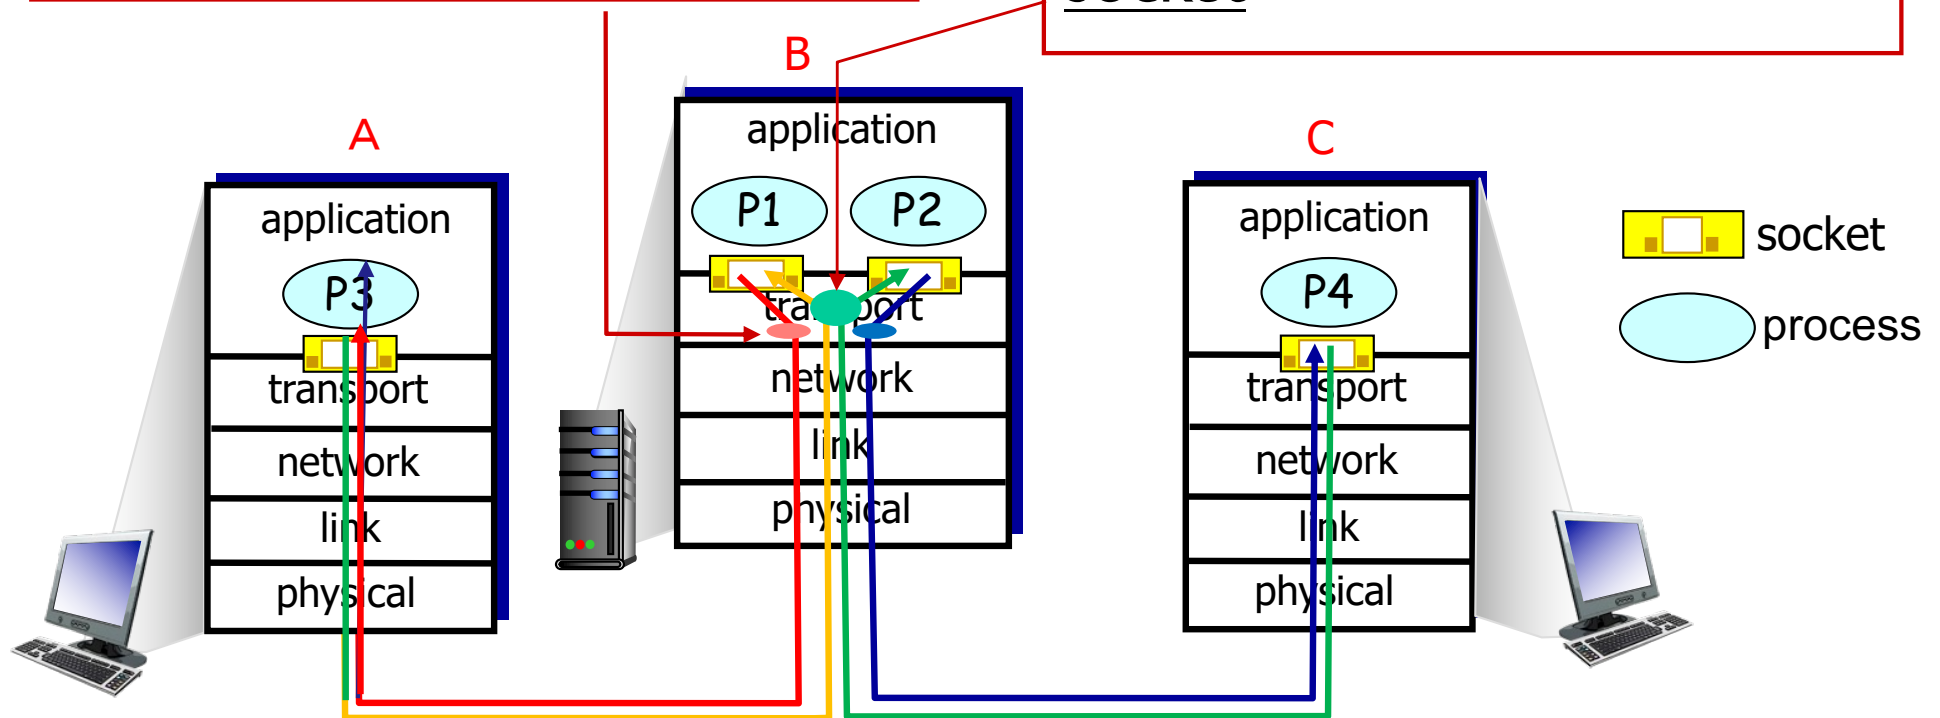 socket
B
A
C
application
P1
P2
transport
network
link
physical
application
P3
transport
network
link
physical
application
P4
transport
network
link
physical
socket
process